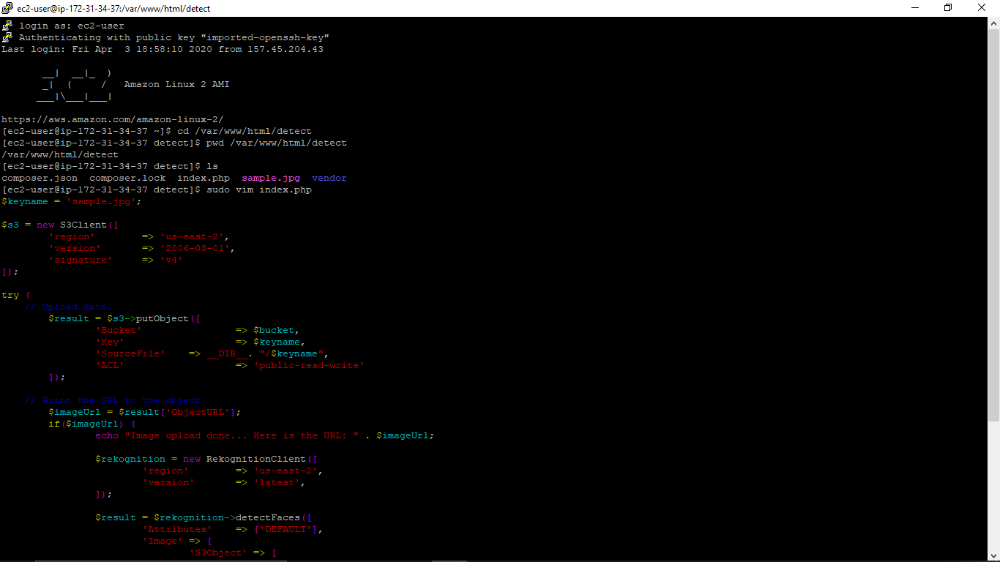 ec2-user@ip-172-31-34-37:/var/www/html/detect
login as: ec2-user
Authenticating with public key "imported-openssh-key"
Last login: Fri Apr  3 18:58:10 2020 from 157.45.204.43
       __|  __|_  )
       _|  (     /   Amazon Linux 2 AMI
      ___|\___|___|
https://aws.amazon.com/amazon-linux-2/
[ec2-user@ip-172-31-34-37 ~]$ cd /var/www/html/detect
[ec2-user@ip-172-31-34-37 detect]$ pwd /var/www/html/detect
/var/www/html/detect
[ec2-user@ip-172-31-34-37 detect]$ ls
composer.json  composer.lock  index.php  sample.jpg  vendor
[ec2-user@ip-172-31-34-37 detect]$ sudo vim index.php
$keyname = 'sample.jpg';
$s3 = new S3Client([
        'region'        => 'us-east-2',
        'version'       => '2006-03-01',
        'signature'     => 'v4'
]);
try {
    // Upload data.
        $result = $s3->putObject([
                'Bucket'                => $bucket,
                'Key'                   => $keyname,
                'SourceFile'    => __DIR__. "/$keyname",
                'ACL'                   => 'public-read-write'
        ]);
    // Print the URL to the object.
        $imageUrl = $result['ObjectURL'];
        if($imageUrl) {
                echo "Image upload done... Here is the URL: " . $imageUrl;
                $rekognition = new RekognitionClient([
                        'region'        => 'us-east-2',
                        'version'       => 'latest',
                ]);
                $result = $rekognition->detectFaces([
                        'Attributes'    => ['DEFAULT'],
                        'Image' => [
                                'S3Object' => [